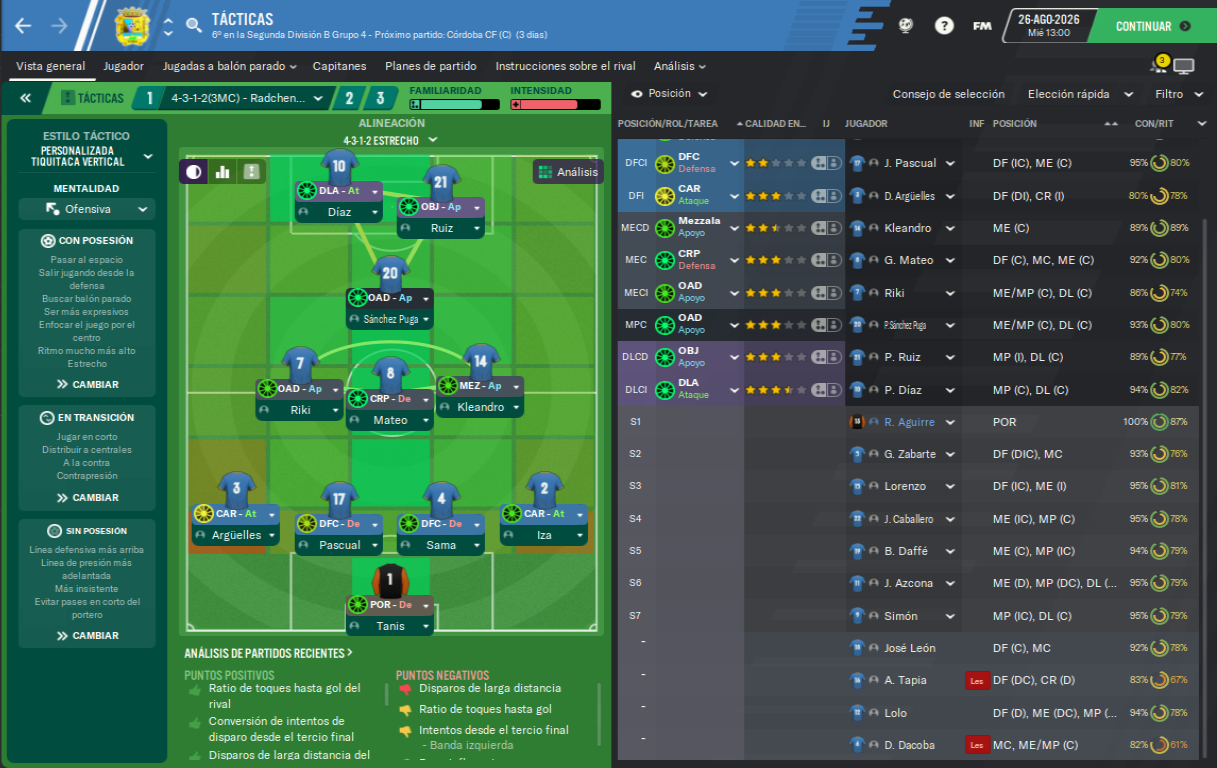 TÁCTICAS
6º en la Segunda División B Grupo 4 - Próximo partido: Córdoba CF (C) (3 días)
?
FM
26-AGO-2026
Mié 13:00
CONTINUAR
Vista general
Jugador
Jugadas a balón parado
Capitanes
Planes de partido
Instrucciones sobre el rival
Análisis
3
TÁCTICAS
1
4-3-1-2(3MC) - Radchen...
2
3
FAMILIARIDAD
INTENSIDAD
ESTILO TÁCTICO
PERSONALIZADA
TIQUITACA VERTICAL
MENTALIDAD
Ofensiva
CON POSESIÓN
Pasar al espacio
Salir jugando desde la
defensa
Buscar balón parado
Ser más expresivos
Enfocar el juego por el
centro
Ritmo mucho más alto
Estrecho
CAMBIAR
EN TRANSICIÓN
Jugar en corto
Distribuir a centrales
A la contra
Contrapresión
CAMBIAR
SIN POSESIÓN
Línea defensiva más arriba
Línea de presión más
adelantada
Más insistente
Evitar pases en corto del
portero
CAMBIAR
ALINEACIÓN
4-3-1-2 ESTRECHO
Análisis
10
DLA - At
Díaz
21
OBJ - Ap
Ruiz
20
OAD - Ap
Sánchez Puga
7
OAD - Ap
Riki
8
CRP - De
Mateo
14
MEZ - Ap
Kleandro
3
CAR - At
Argüelles
17
DFC - De
Pascual
4
DFC - De
Sama
2
CAR - At
Iza
1
POR - De
Tanis
ANÁLISIS DE PARTIDOS RECIENTES
PUNTOS POSITIVOS
Ratio de toques hasta gol del
rival
Conversión de intentos de
disparo desde el tercio final
Disparos de larga distancia del
PUNTOS NEGATIVOS
Disparos de larga distancia
Ratio de toques hasta gol
Intentos desde el tercio final
- Banda izquierda
Posición
Consejo de selección
Elección rápida
Filtro
POSICIÓN/ROL/TAREA CALIDAD EN... IJ JUGADOR INF POSICIÓN CON/RIT
DFCI DFC Defensa J. Pascual DF (IC), ME (C) 95% 80%
DFI CAR Ataque D. Argüelles DF (DI), CR (I) 80% 78%
MECD Mezzala Apoyo Kleandro ME (C) 89% 89%
MEC CRP Defensa G. Mateo DF (C), MC, ME (C) 92% 80%
MECI OAD Apoyo Riki ME/MP (C), DL (C) 86% 74%
MPC OAD Apoyo P. Sánchez Puga ME/MP (C), DL (C) 93% 80%
DLCD OBJ Apoyo P. Ruiz MP (I), DL (C) 89% 77%
DLCI DLA Ataque P. Díaz MP (C), DL (C) 94% 82%
S1 R. Aguirre POR 100% 87%
S2 G. Zabarte DF (DIC), MC 93% 76%
S3 Lorenzo DF (IC), ME (I) 95% 81%
S4 J. Caballero ME (IC), MP (C) 95% 78%
S5 B. Daffé ME (C), MP (IC) 94% 79%
S6 J. Azcona ME (D), MP (DC), DL (... 95% 79%
S7 Simón MP (IC), DL (C) 95% 79%
- José León DF (C), MC 92% 78%
- A. Tapia Les DF (DC), CR (D) 83% 67%
- Lolo DF (D), ME (DC), MP (... 94% 78%
- D. Dacoba Les MC, ME/MP (C) 82% 61%